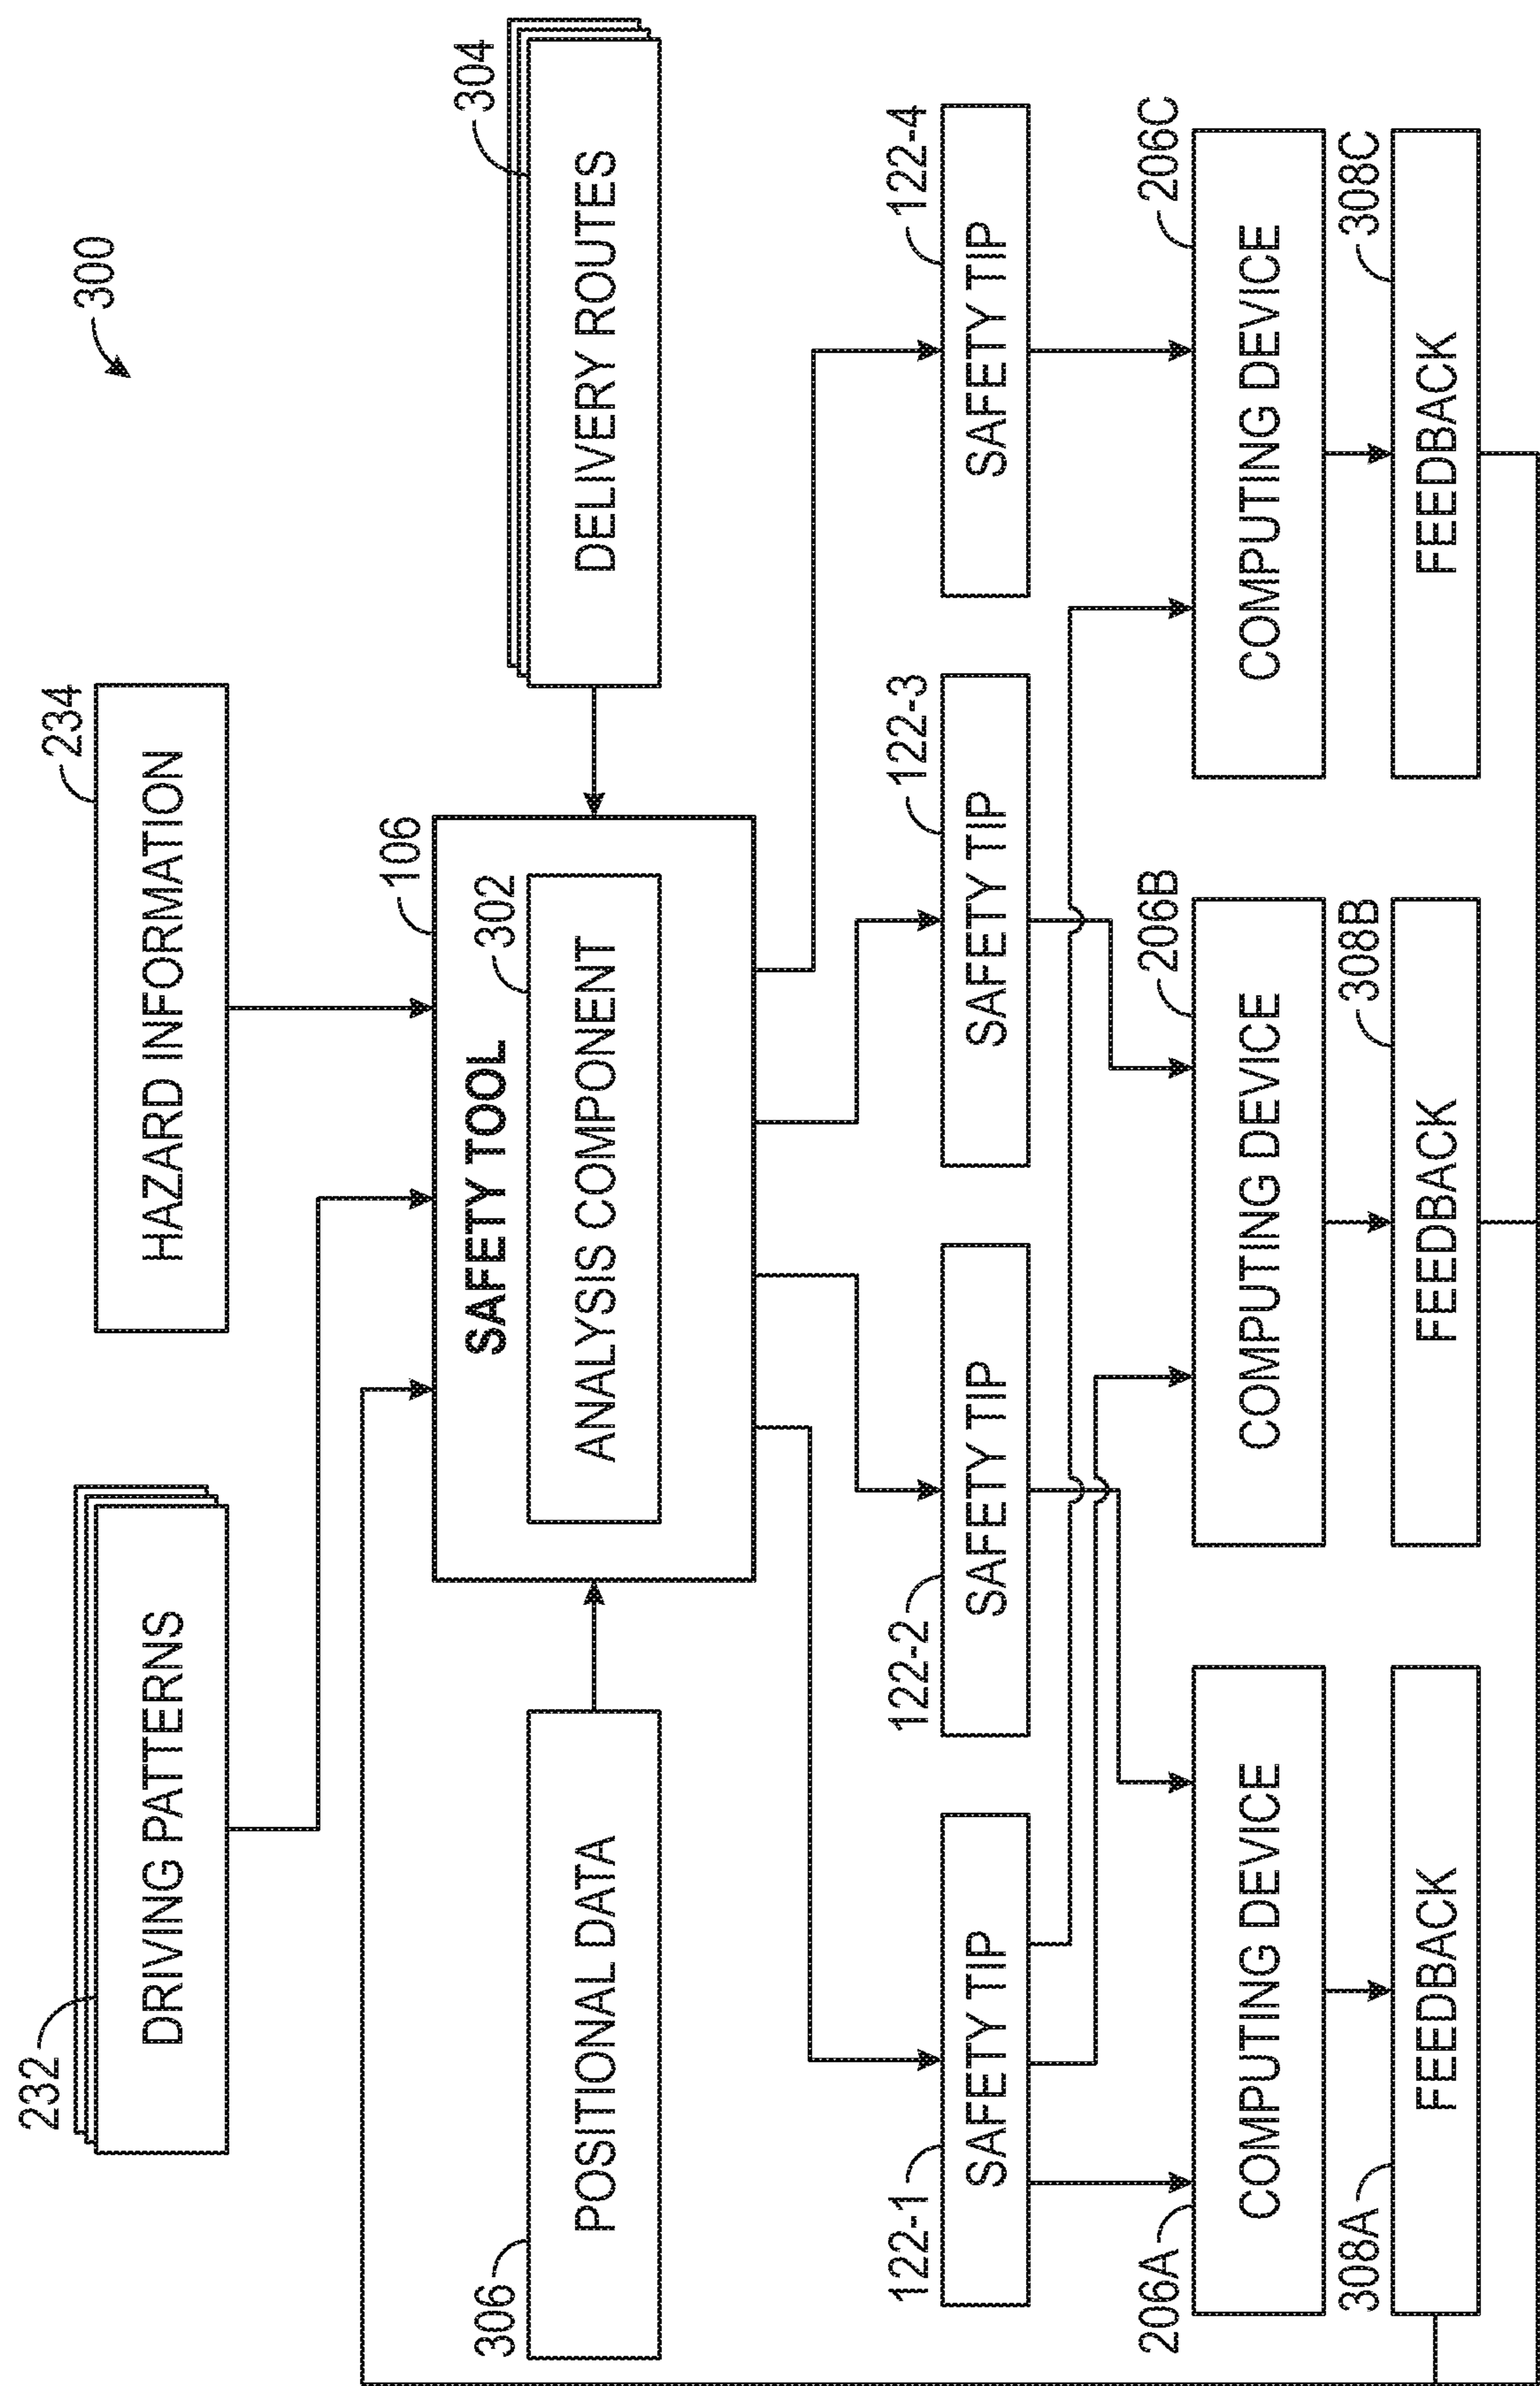 300
232
DRIVING PATTERNS
234
HAZARD INFORMATION
306
POSITIONAL DATA
106
SAFETY TOOL
302
ANALYSIS COMPONENT
304
DELIVERY ROUTES
122-1
SAFETY TIP
122-2
SAFETY TIP
122-3
SAFETY TIP
122-4
SAFETY TIP
206A
COMPUTING DEVICE
206B
COMPUTING DEVICE
206C
COMPUTING DEVICE
308A
FEEDBACK
308B
FEEDBACK
308C
FEEDBACK